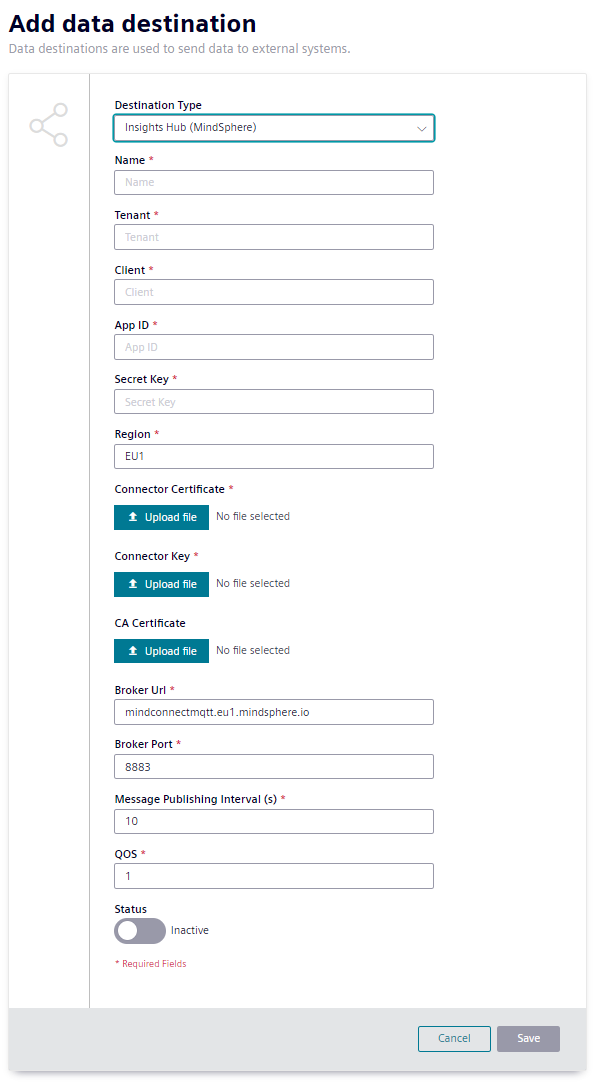 Add data destination
Data destinations are used to send data to external systems.
Destination Type
Insights Hub (MindSphere)
Name *
Name
Tenant *
Tenant
Client *
Client
App ID *
App ID
Secret Key *
Secret Key
Region *
EU1
Connector Certificate *
Upload file No file selected
Connector Key *
Upload file No file selected
CA Certificate
Upload file No file selected
Broker Url *
mindconnectmqtt.eu1.mindsphere.io
Broker Port *
8883
Message Publishing Interval (s) *
10
QOS *
1
Status
Inactive
* Required Fields
Cancel Save